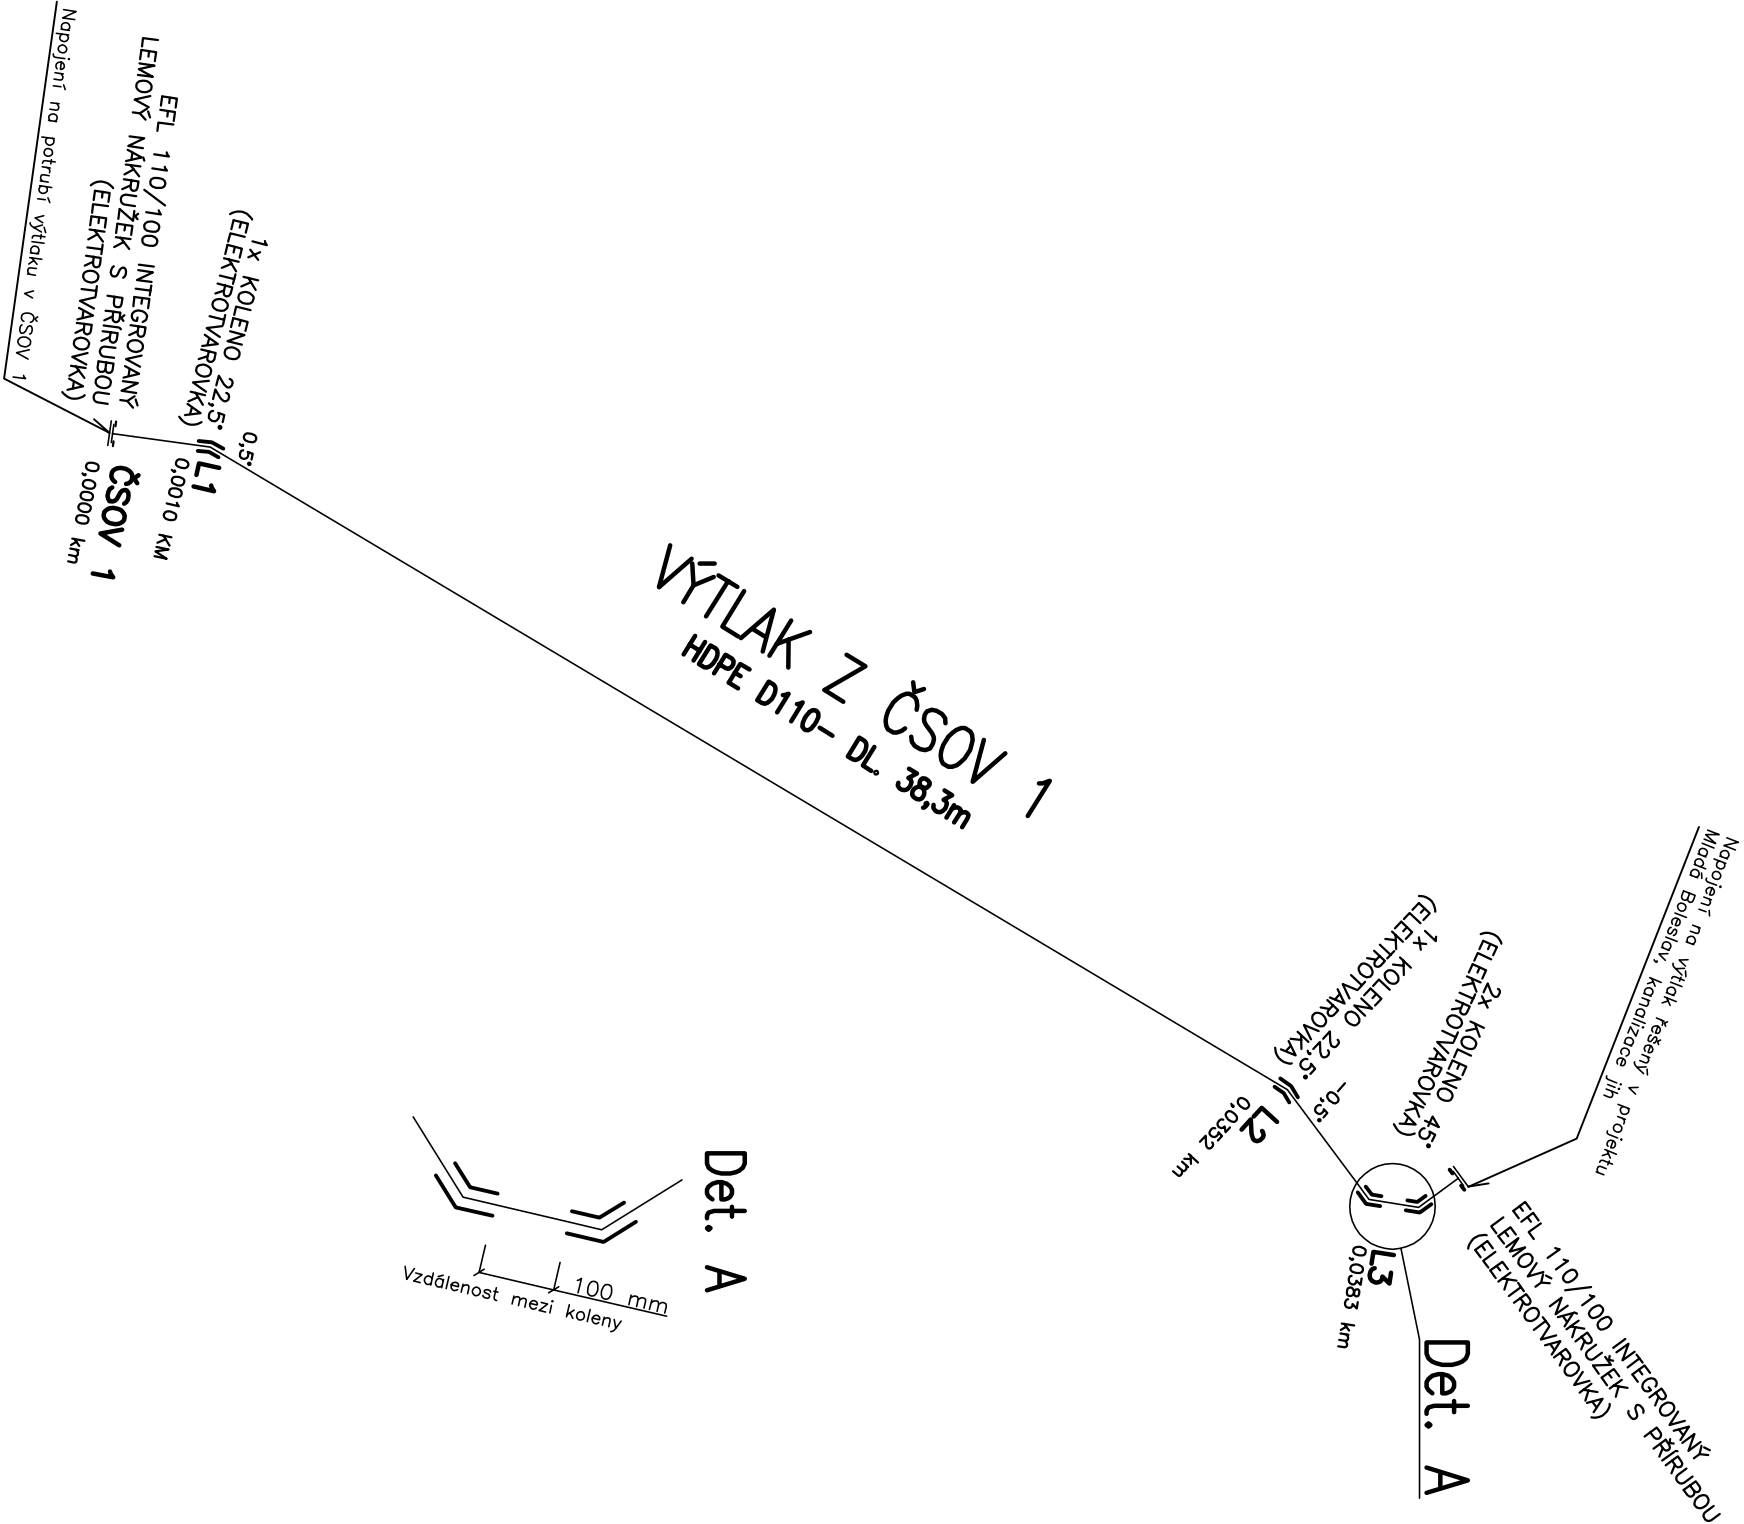 Napojení na potrubí výtlaku v ČSOV 1
EFL 110/100 INTEGROVANÝ
LEMOVÝ NÁKRUŽEK S PŘÍRUBOU
(ELEKTROTVAROVKA)
ČSOV 1
0,0000 km
1x KOLENO 22,5°
(ELEKTROTVAROVKA)
0,5°
L1
0,0010 KM
VÝTLAK Z ČSOV 1
HDPE D110- DL. 38,3m
1x KOLENO 22,5°
(ELEKTROTVAROVKA)
-0,5°
L2
0,0352 km
2x KOLENO 45°
(ELEKTROTVAROVKA)
L3
0,0383 km
Napojení na výtlak řešený v projektu
Mladá Boleslav, kanalizace jih
EFL 110/100 INTEGROVANÝ
LEMOVÝ NÁKRUŽEK S PŘÍRUBOU
(ELEKTROTVAROVKA)
Det. A
Det. A
100 mm
Vzdálenost mezi koleny